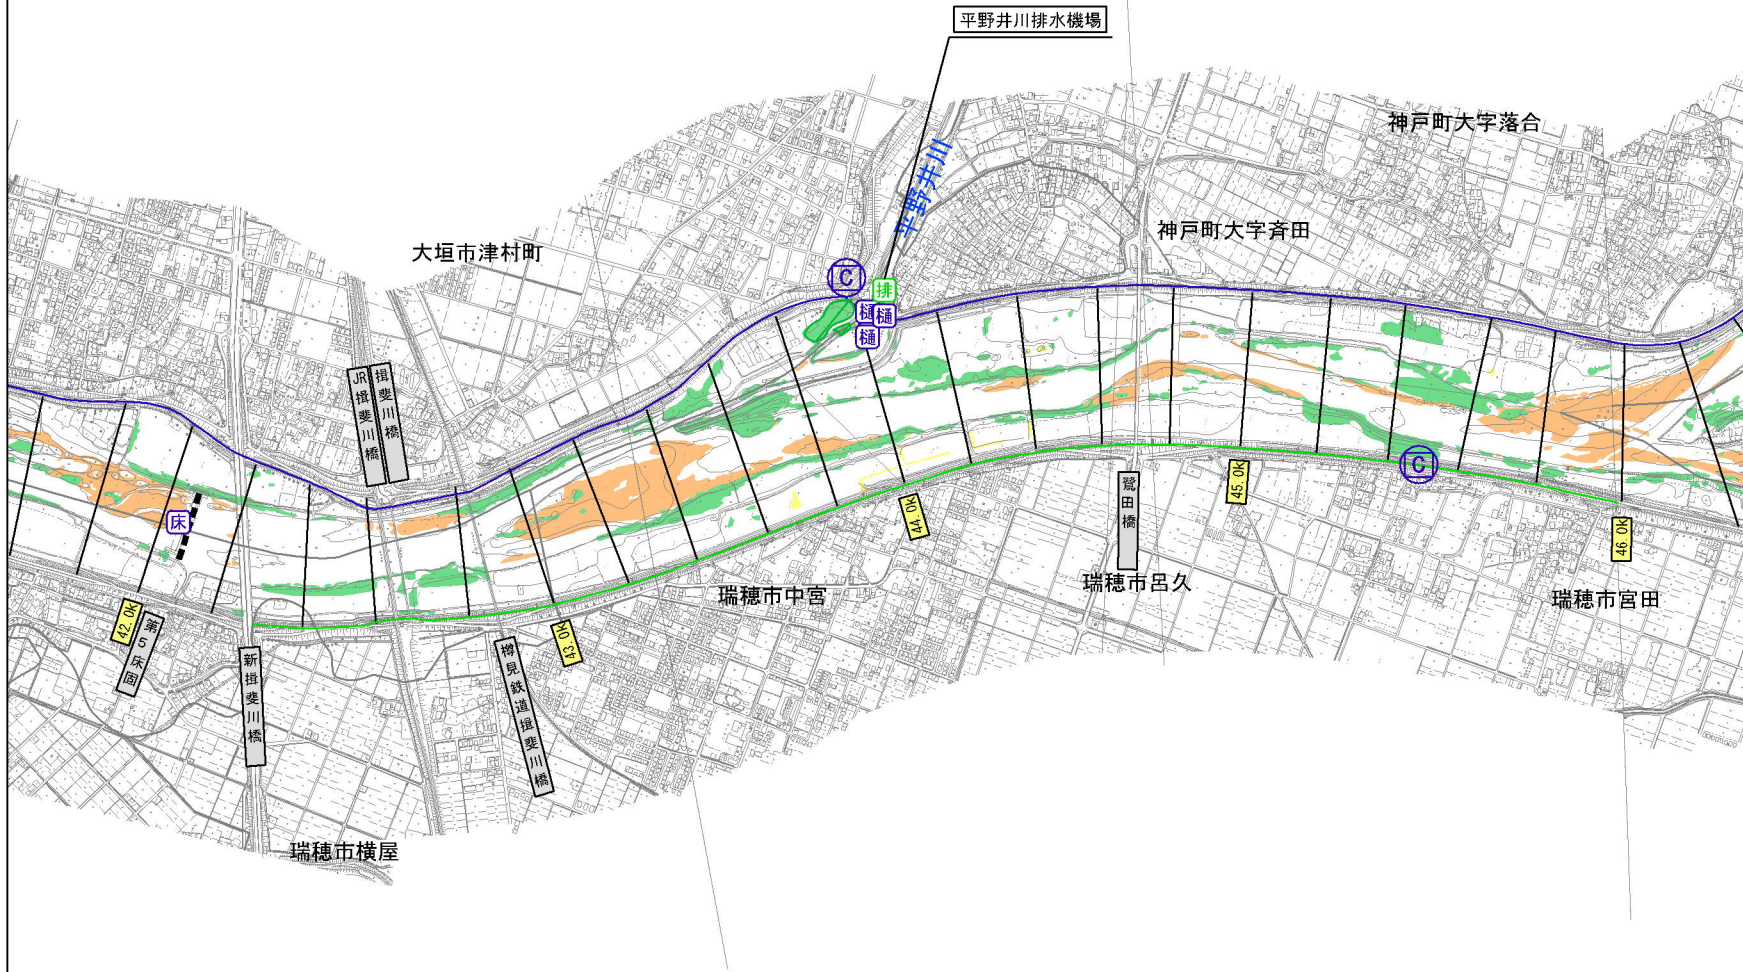 平野井川排水機場
神戸町大字落合
平野井川
神戸町大字斉田
大垣市津村町
C
排
樋
樋
樋
JR揖斐川橋
揖斐川橋
C
45.0K
鷺田橋
44.0K
床
46.0K
瑞穂市呂久
瑞穂市中宮
瑞穂市宮田
42.0K
第5床固
43.0K
新揖斐川橋
樽見鉄道揖斐川橋
瑞穂市横屋